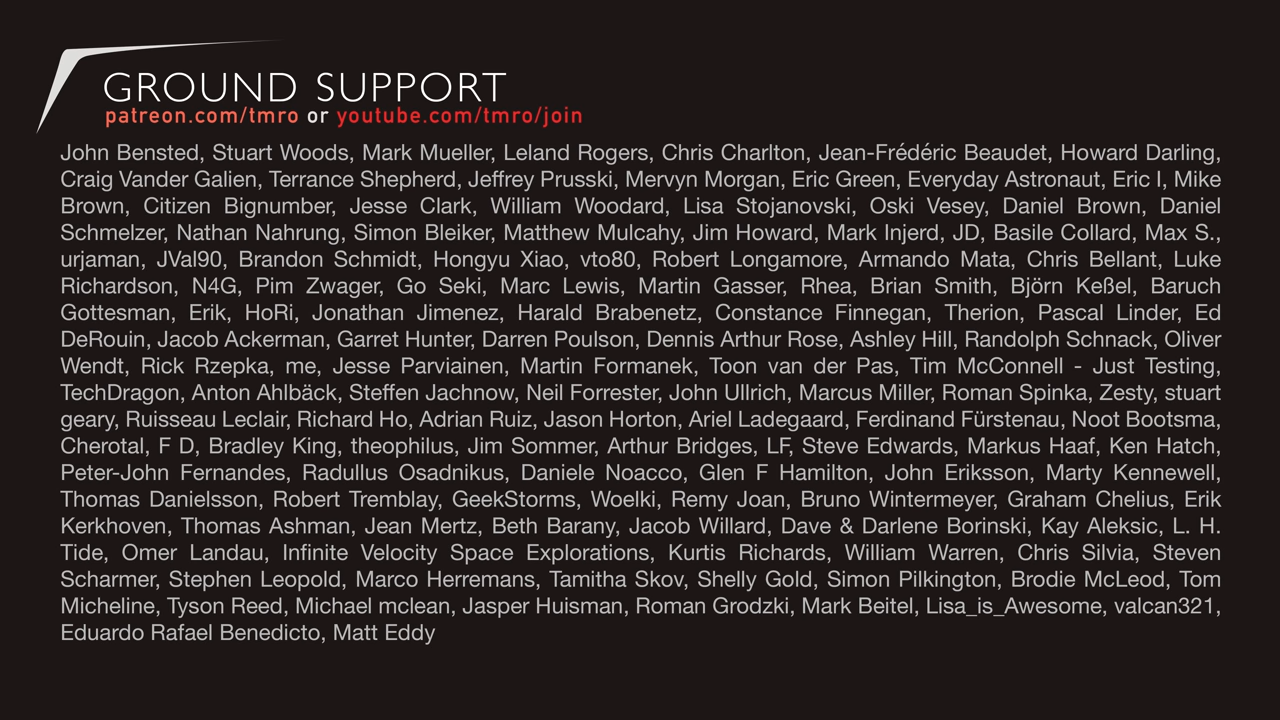 GROUND SUPPORT
patreon.com/tmro or youtube.com/tmro/join
John Bensted, Stuart Woods, Mark Mueller, Leland Rogers, Chris Charlton, Jean-Frédéric Beaudet, Howard Darling,
Craig Vander Galien, Terrance Shepherd, Jeffrey Prusski, Mervyn Morgan, Eric Green, Everyday Astronaut, Eric I, Mike
Brown, Citizen Bignumber, Jesse Clark, William Woodard, Lisa Stojanovski, Oski Vesey, Daniel Brown, Daniel
Schmelzer, Nathan Nahrung, Simon Bleiker, Matthew Mulcahy, Jim Howard, Mark Injerd, JD, Basile Collard, Max S.,
urjaman, JVal90, Brandon Schmidt, Hongyu Xiao, vto80, Robert Longamore, Armando Mata, Chris Bellant, Luke
Richardson, N4G, Pim Zwager, Go Seki, Marc Lewis, Martin Gasser, Rhea, Brian Smith, Björn Keßel, Baruch
Gottesman, Erik, HoRi, Jonathan Jimenez, Harald Brabenetz, Constance Finnegan, Therion, Pascal Linder, Ed
DeRouin, Jacob Ackerman, Garret Hunter, Darren Poulson, Dennis Arthur Rose, Ashley Hill, Randolph Schnack, Oliver
Wendt, Rick Rzepka, me, Jesse Parviainen, Martin Formanek, Toon van der Pas, Tim McConnell - Just Testing,
TechDragon, Anton Ahlbäck, Steffen Jachnow, Neil Forrester, John Ullrich, Marcus Miller, Roman Spinka, Zesty, stuart
geary, Ruisseau Leclair, Richard Ho, Adrian Ruiz, Jason Horton, Ariel Ladegaard, Ferdinand Fürstenau, Noot Bootsma,
Cherotal, F D, Bradley King, theophilus, Jim Sommer, Arthur Bridges, LF, Steve Edwards, Markus Haaf, Ken Hatch,
Peter-John Fernandes, Radullus Osadnikus, Daniele Noacco, Glen F Hamilton, John Eriksson, Marty Kennewell,
Thomas Danielsson, Robert Tremblay, GeekStorms, Woelki, Remy Joan, Bruno Wintermeyer, Graham Chelius, Erik
Kerkhoven, Thomas Ashman, Jean Mertz, Beth Barany, Jacob Willard, Dave & Darlene Borinski, Kay Aleksic, L. H.
Tide, Omer Landau, Infinite Velocity Space Explorations, Kurtis Richards, William Warren, Chris Silvia, Steven
Scharmer, Stephen Leopold, Marco Herremans, Tamitha Skov, Shelly Gold, Simon Pilkington, Brodie McLeod, Tom
Micheline, Tyson Reed, Michael mclean, Jasper Huisman, Roman Grodzki, Mark Beitel, Lisa_is_Awesome, valcan321,
Eduardo Rafael Benedicto, Matt Eddy